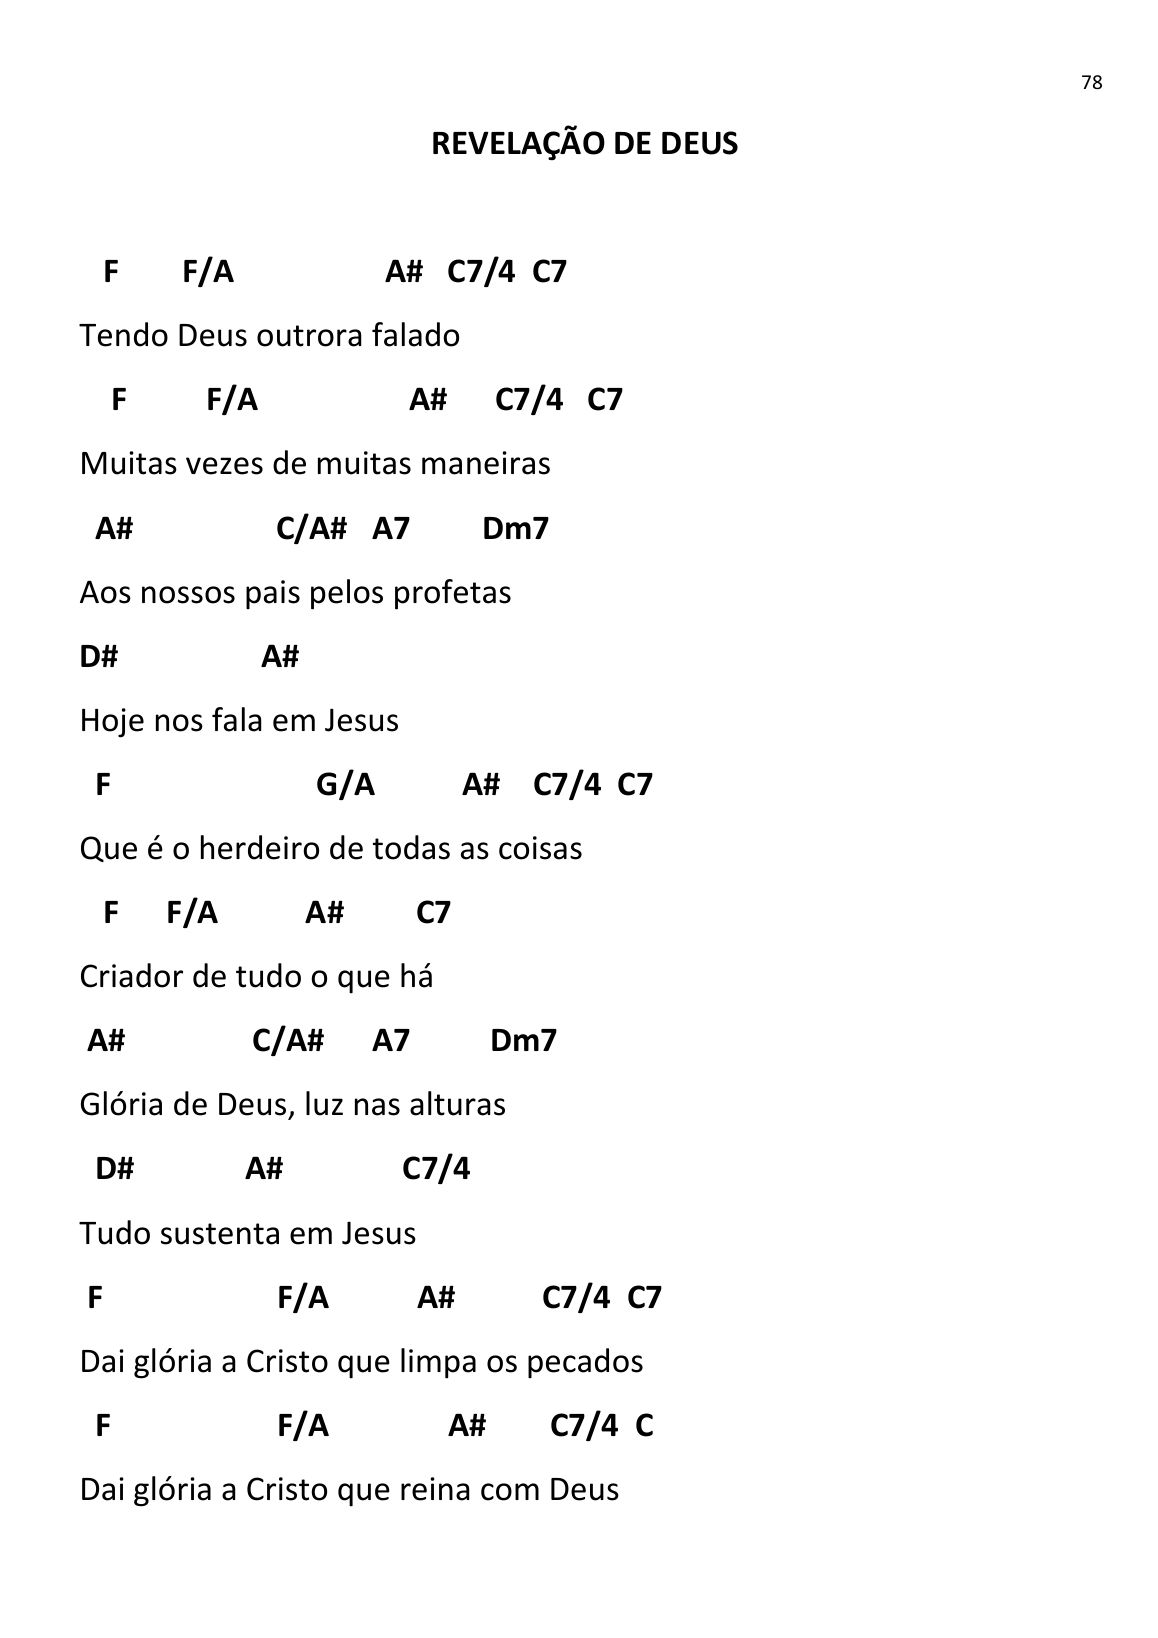 78
REVELAÇÃO DE DEUS
F F/A A# C7/4 C7
Tendo Deus outrora falado
F F/A A# C7/4 C7
Muitas vezes de muitas maneiras
A# C/A# A7 Dm7
Aos nossos pais pelos profetas
D# A#
Hoje nos fala em Jesus
F G/A A# C7/4 C7
Que é o herdeiro de todas as coisas
F F/A A# C7
Criador de tudo o que há
A# C/A# A7 Dm7
Glória de Deus, luz nas alturas
D# A# C7/4
Tudo sustenta em Jesus
F F/A A# C7/4 C7
Dai glória a Cristo que limpa os pecados
F F/A A# C7/4 C
Dai glória a Cristo que reina com Deus